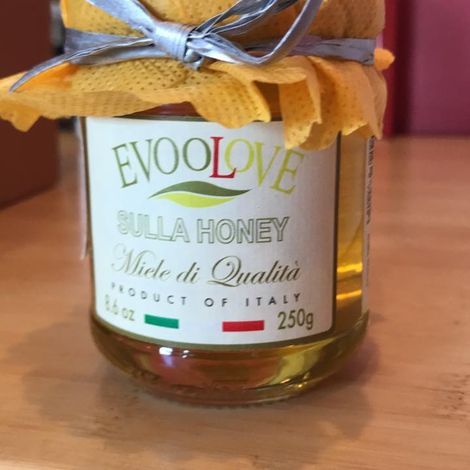 EVOOLOVE
SULLA HONEY
Miele di Qualità
PRODUCT OF ITALY
8.6 oz 250g